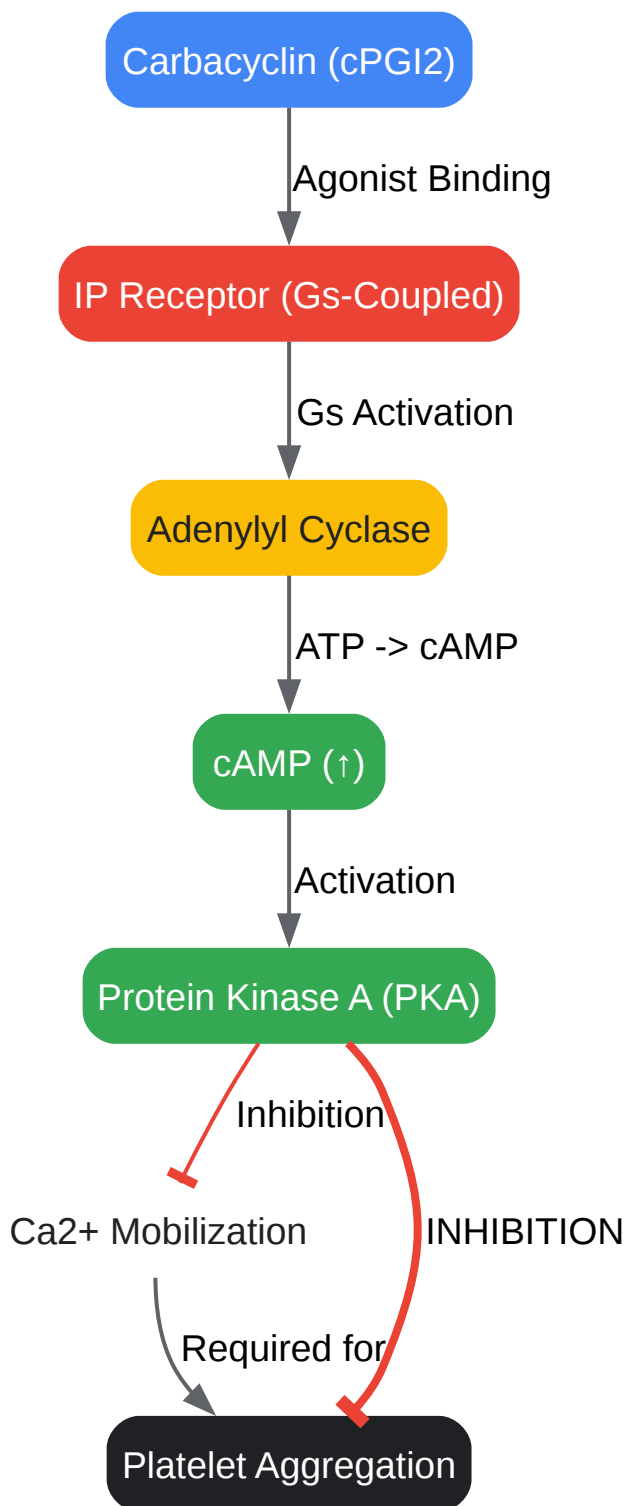 Carbacyclin (cPGI2)
Agonist Binding
IP Receptor (Gs-Coupled)
Gs Activation
Adenylyl Cyclase
ATP -> cAMP
cAMP (↑)
Activation
Protein Kinase A (PKA)
Inhibition
Ca2+ Mobilization
INHIBITION
Required for
Platelet Aggregation